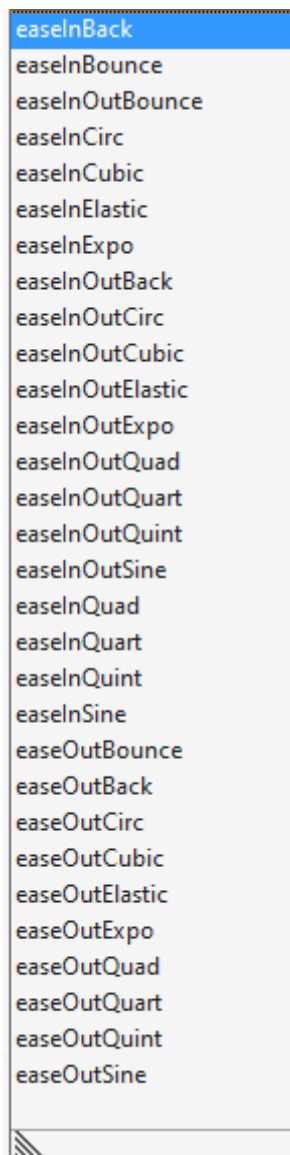 easeInBack
easeInBounce
easeInOutBounce
easeInCirc
easeInCubic
easeInElastic
easeInExpo
easeInOutBack
easeInOutCirc
easeInOutCubic
easeInOutElastic
easeInOutExpo
easeInOutQuad
easeInOutQuart
easeInOutQuint
easeInOutSine
easeInQuad
easeInQuart
easeInQuint
easeInSine
easeOutBounce
easeOutBack
easeOutCirc
easeOutCubic
easeOutElastic
easeOutExpo
easeOutQuad
easeOutQuart
easeOutQuint
easeOutSine